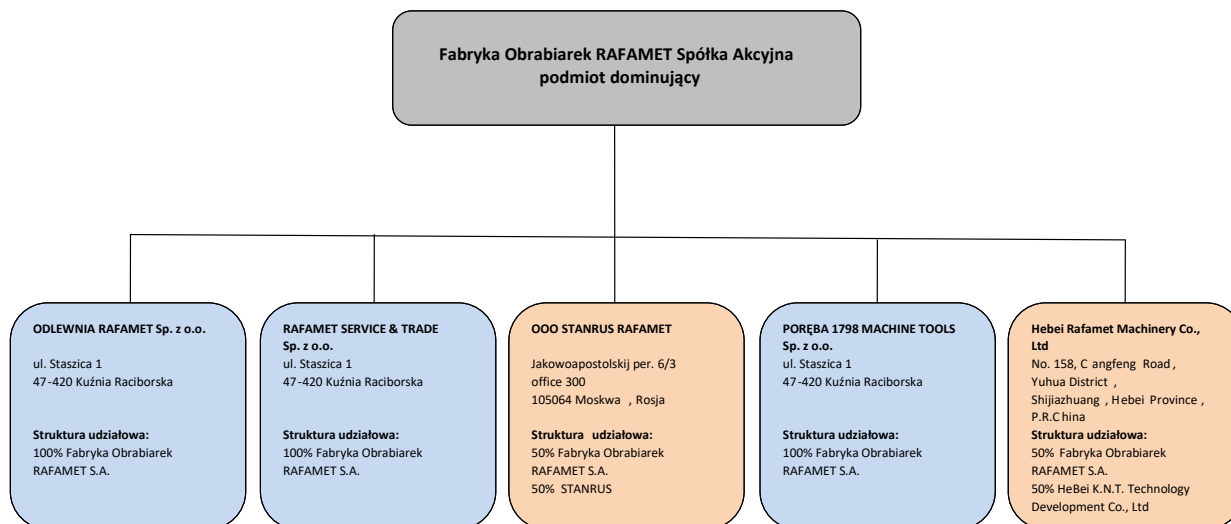 Fabryka Obrabiarek RAFAMET Spółka Akcyjna
podmiot dominujący
ODLEWNIA RAFAMET Sp. z o.o.
ul. Staszica 1
47-420 Kuźnia Raciborska
Struktura udziałowa:
100% Fabryka Obrabiarek
RAFAMET S.A.
RAFAMET SERVICE & TRADE
Sp. z o.o.
ul. Staszica 1
47-420 Kuźnia Raciborska
Struktura udziałowa:
100% Fabryka Obrabiarek
RAFAMET S.A.
OOO STANRUS RAFAMET
Jakowoapostolskij per. 6/3
office 300
105064 Moskwa , Rosja
Struktura udziałowa:
50% Fabryka Obrabiarek
RAFAMET S.A.
50% STANRUS
PORĘBA 1798 MACHINE TOOLS
Sp. z o.o.
ul. Staszica 1
47-420 Kuźnia Raciborska
Struktura udziałowa:
100% Fabryka Obrabiarek
RAFAMET S.A.
Hebei Rafamet Machinery Co.,
Ltd
No. 158, C angfeng Road ,
Yuhua District ,
Shijiazhuang , Hebei Province ,
P.R.C hina
Struktura udziałowa:
50% Fabryka Obrabiarek
RAFAMET S.A.
50% HeBei K.N.T. Technology
Development Co., Ltd